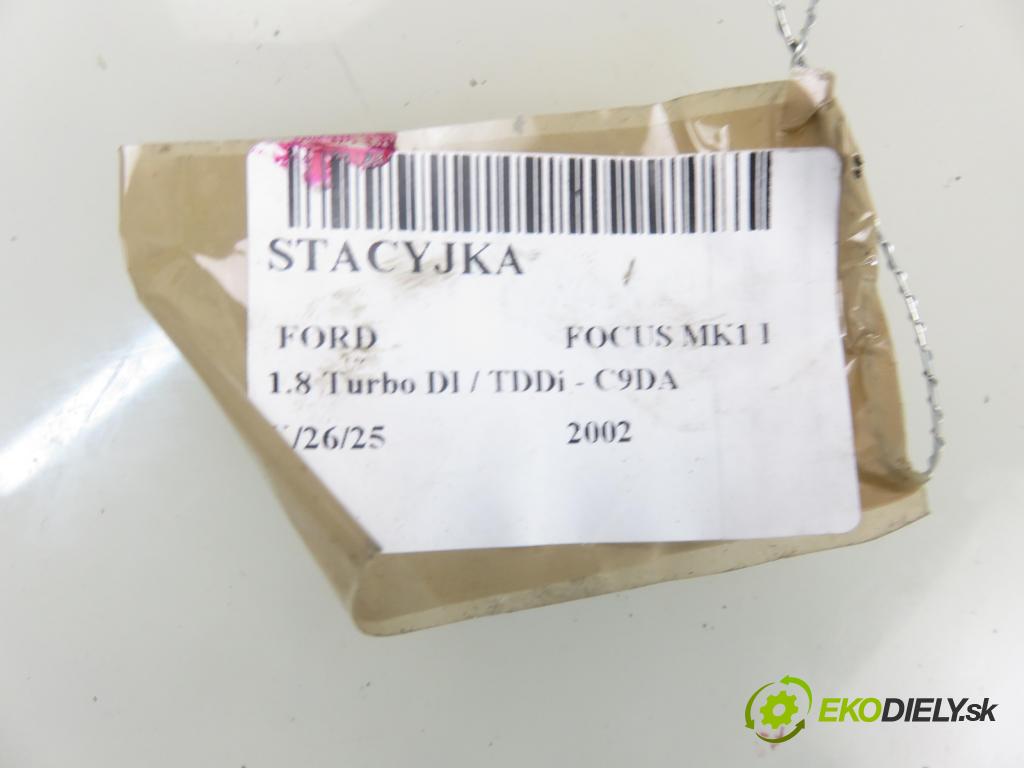 STACYJKA
FORD FOCUS MK1 I
1.8 Turbo DI / TDDi - C9DA
/26/25 2002
EKODIELY.sk